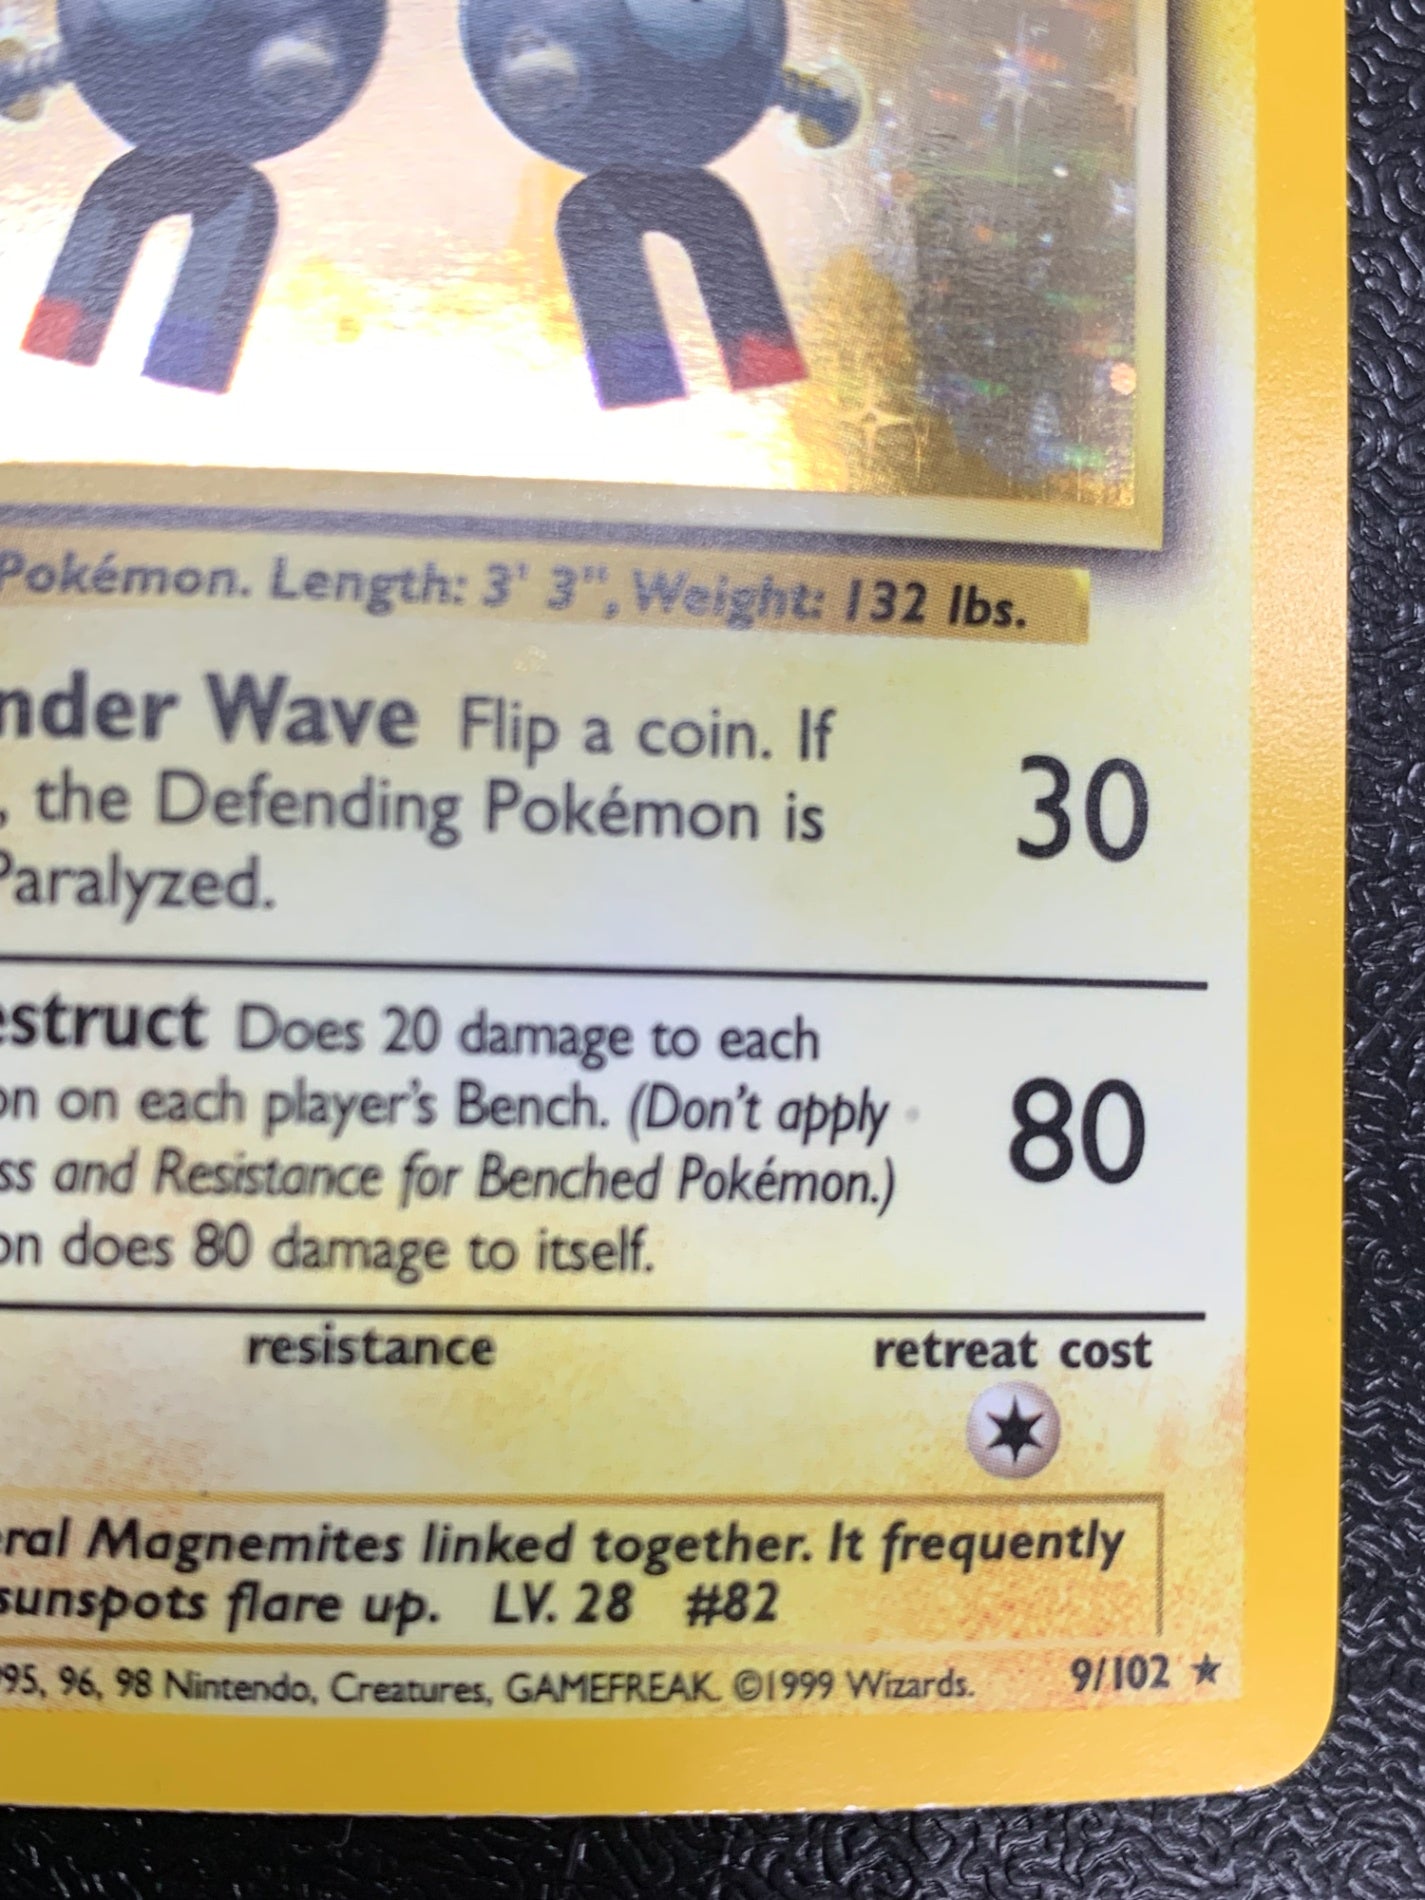 Pokémon. Length: 3' 3", Weight: 132 lbs.
nder Wave Flip a coin. If
, the Defending Pokémon is
Paralyzed.
30
estruct Does 20 damage to each
on on each player's Bench. (Don't apply
ss and Resistance for Benched Pokémon.)
on does 80 damage to itself.
80
resistance
retreat cost
eral Magnemites linked together. It frequently
sunspots flare up. LV. 28 #82
95, 96, 98 Nintendo, Creatures, GAMEFREAK. ©1999 Wizards.
9/102 ★